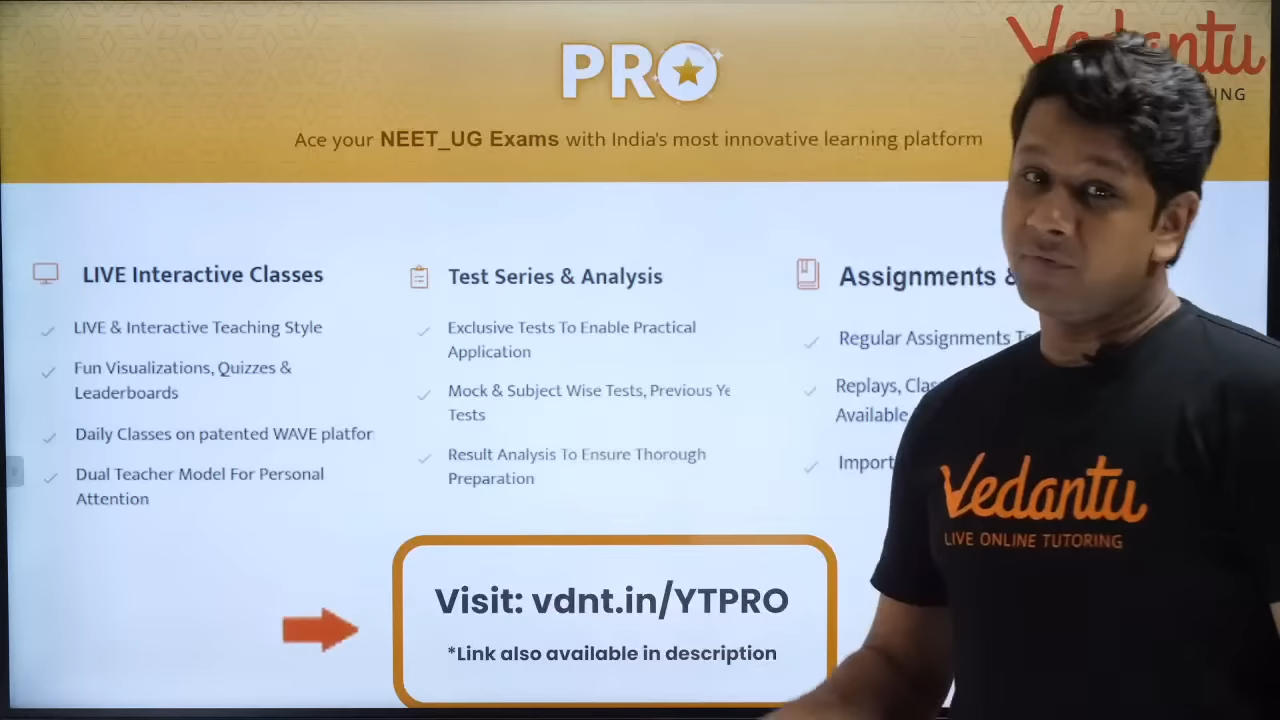 PRO
Vedantu
ING
Ace your NEET_UG Exams with India's most innovative learning platform
LIVE Interactive Classes
LIVE & Interactive Teaching Style
Fun Visualizations, Quizzes &
Leaderboards
Daily Classes on patented WAVE platfor
Dual Teacher Model For Personal
Attention
Test Series & Analysis
Exclusive Tests To Enable Practical
Application
Mock & Subject Wise Tests, Previous Ye
Tests
Result Analysis To Ensure Thorough
Preparation
Assignments &
Regular Assignments To
Replays, Clas
Available
Import
Visit: vdnt.in/YTPRO
*Link also available in description
Vedantu
LIVE ONLINE TUTORING